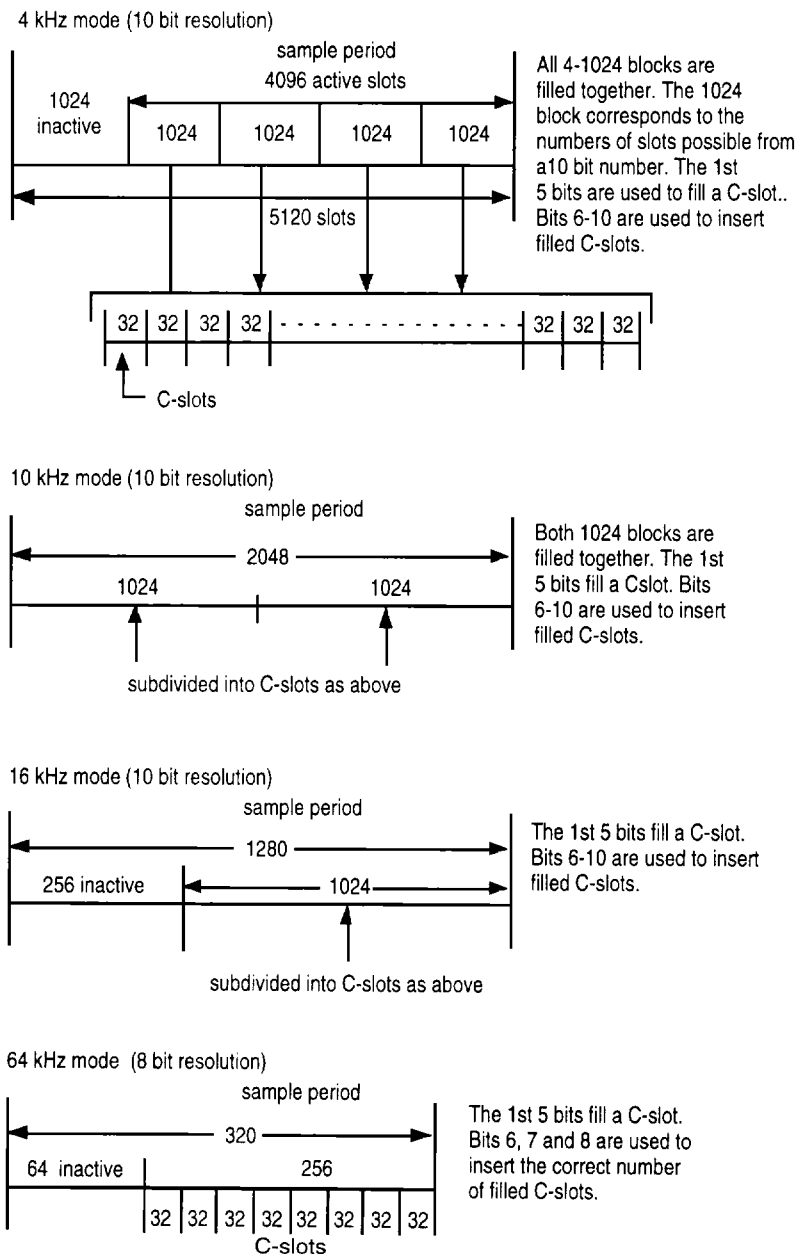 4 kHz mode (10 bit resolution)
sample period
4096 active slots
1024
inactive
1024 1024 1024 1024
5120 slots
32 32 32 32 32 32 32
C-slots
All 4-1024 blocks are
filled together. The 1024
block corresponds to the
numbers of slots possible from
a10 bit number. The 1st
5 bits are used to fill a C-slot..
Bits 6-10 are used to insert
filled C-slots.
10 kHz mode (10 bit resolution)
sample period
2048
1024 1024
subdivided into C-slots as above
Both 1024 blocks are
filled together. The 1st
5 bits fill a Cslot. Bits
6-10 are used to insert
filled C-slots.
16 kHz mode (10 bit resolution)
sample period
1280
256 inactive 1024
subdivided into C-slots as above
The 1st 5 bits fill a C-slot.
Bits 6-10 are used to insert
filled C-slots.
64 kHz mode (8 bit resolution)
sample period
320
64 inactive 256
32 32 32 32 32 32 32 32
C-slots
The 1st 5 bits fill a C-slot.
Bits 6, 7 and 8 are used to
insert the correct number
of filled C-slots.